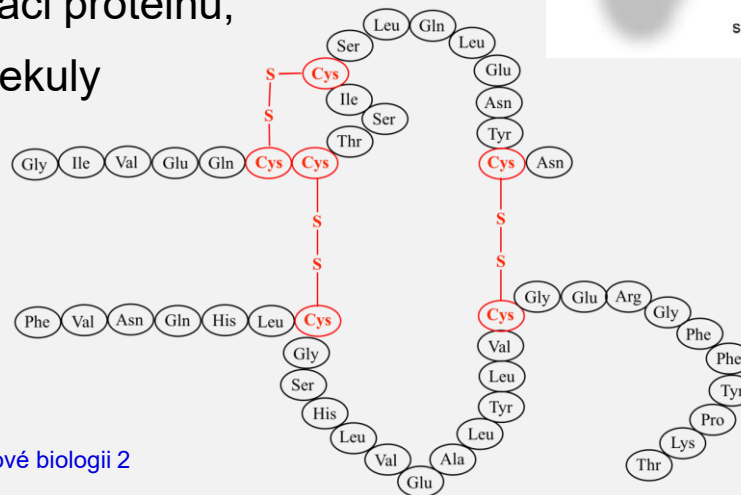 aci proteinu,
ekuly
s
Ser Leu Gln Leu Glu Asn Tyr Cys Asn
S Cys
S
Ile Ser Thr
Gly Ile Val Glu Gln Cys Cys
S S
S S
Phe Val Asn Gln His Leu Cys
Gly Ser His Leu Val Glu Ala Leu Tyr Leu Val Cys Gly Glu Arg Gly Phe Phe Tyr Pro Lys Thr
ové biologii 2